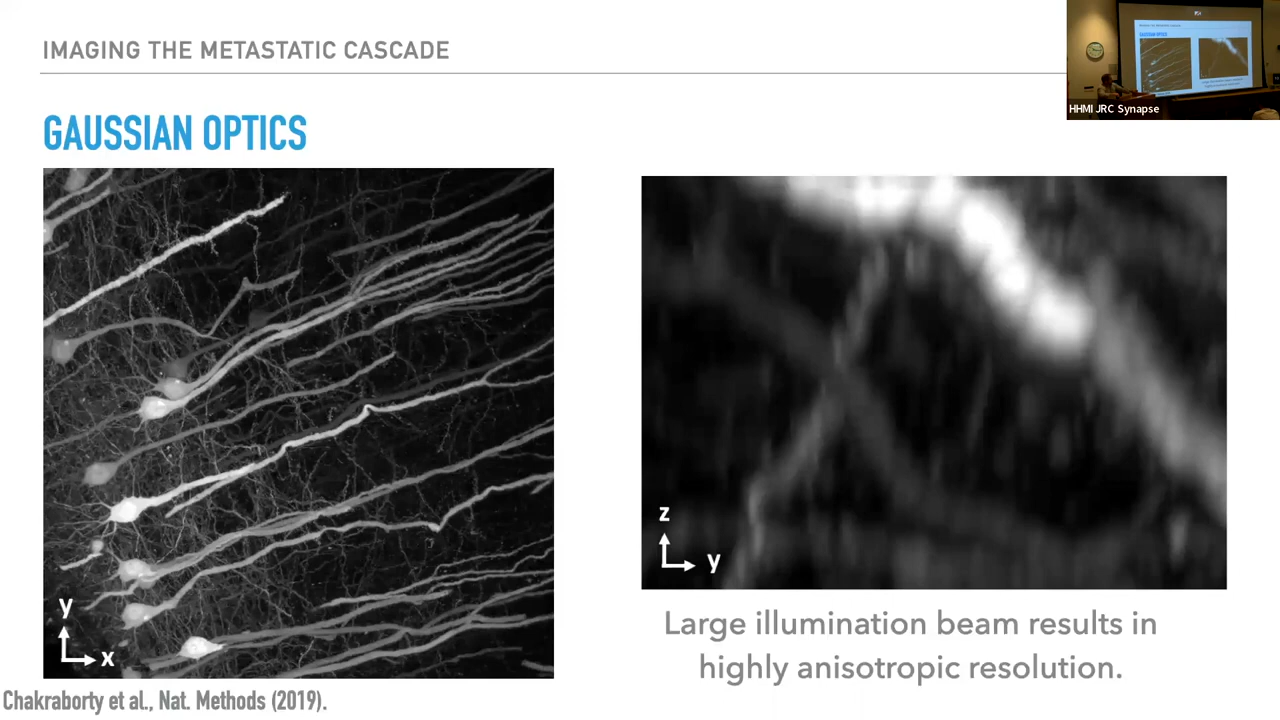 IMAGING THE METASTATIC CASCADE
HHMI JRC Synapse
GAUSSIAN OPTICS
y
x
z
y
Large illumination beam results in
highly anisotropic resolution.
Chakraborty et al., Nat. Methods (2019).